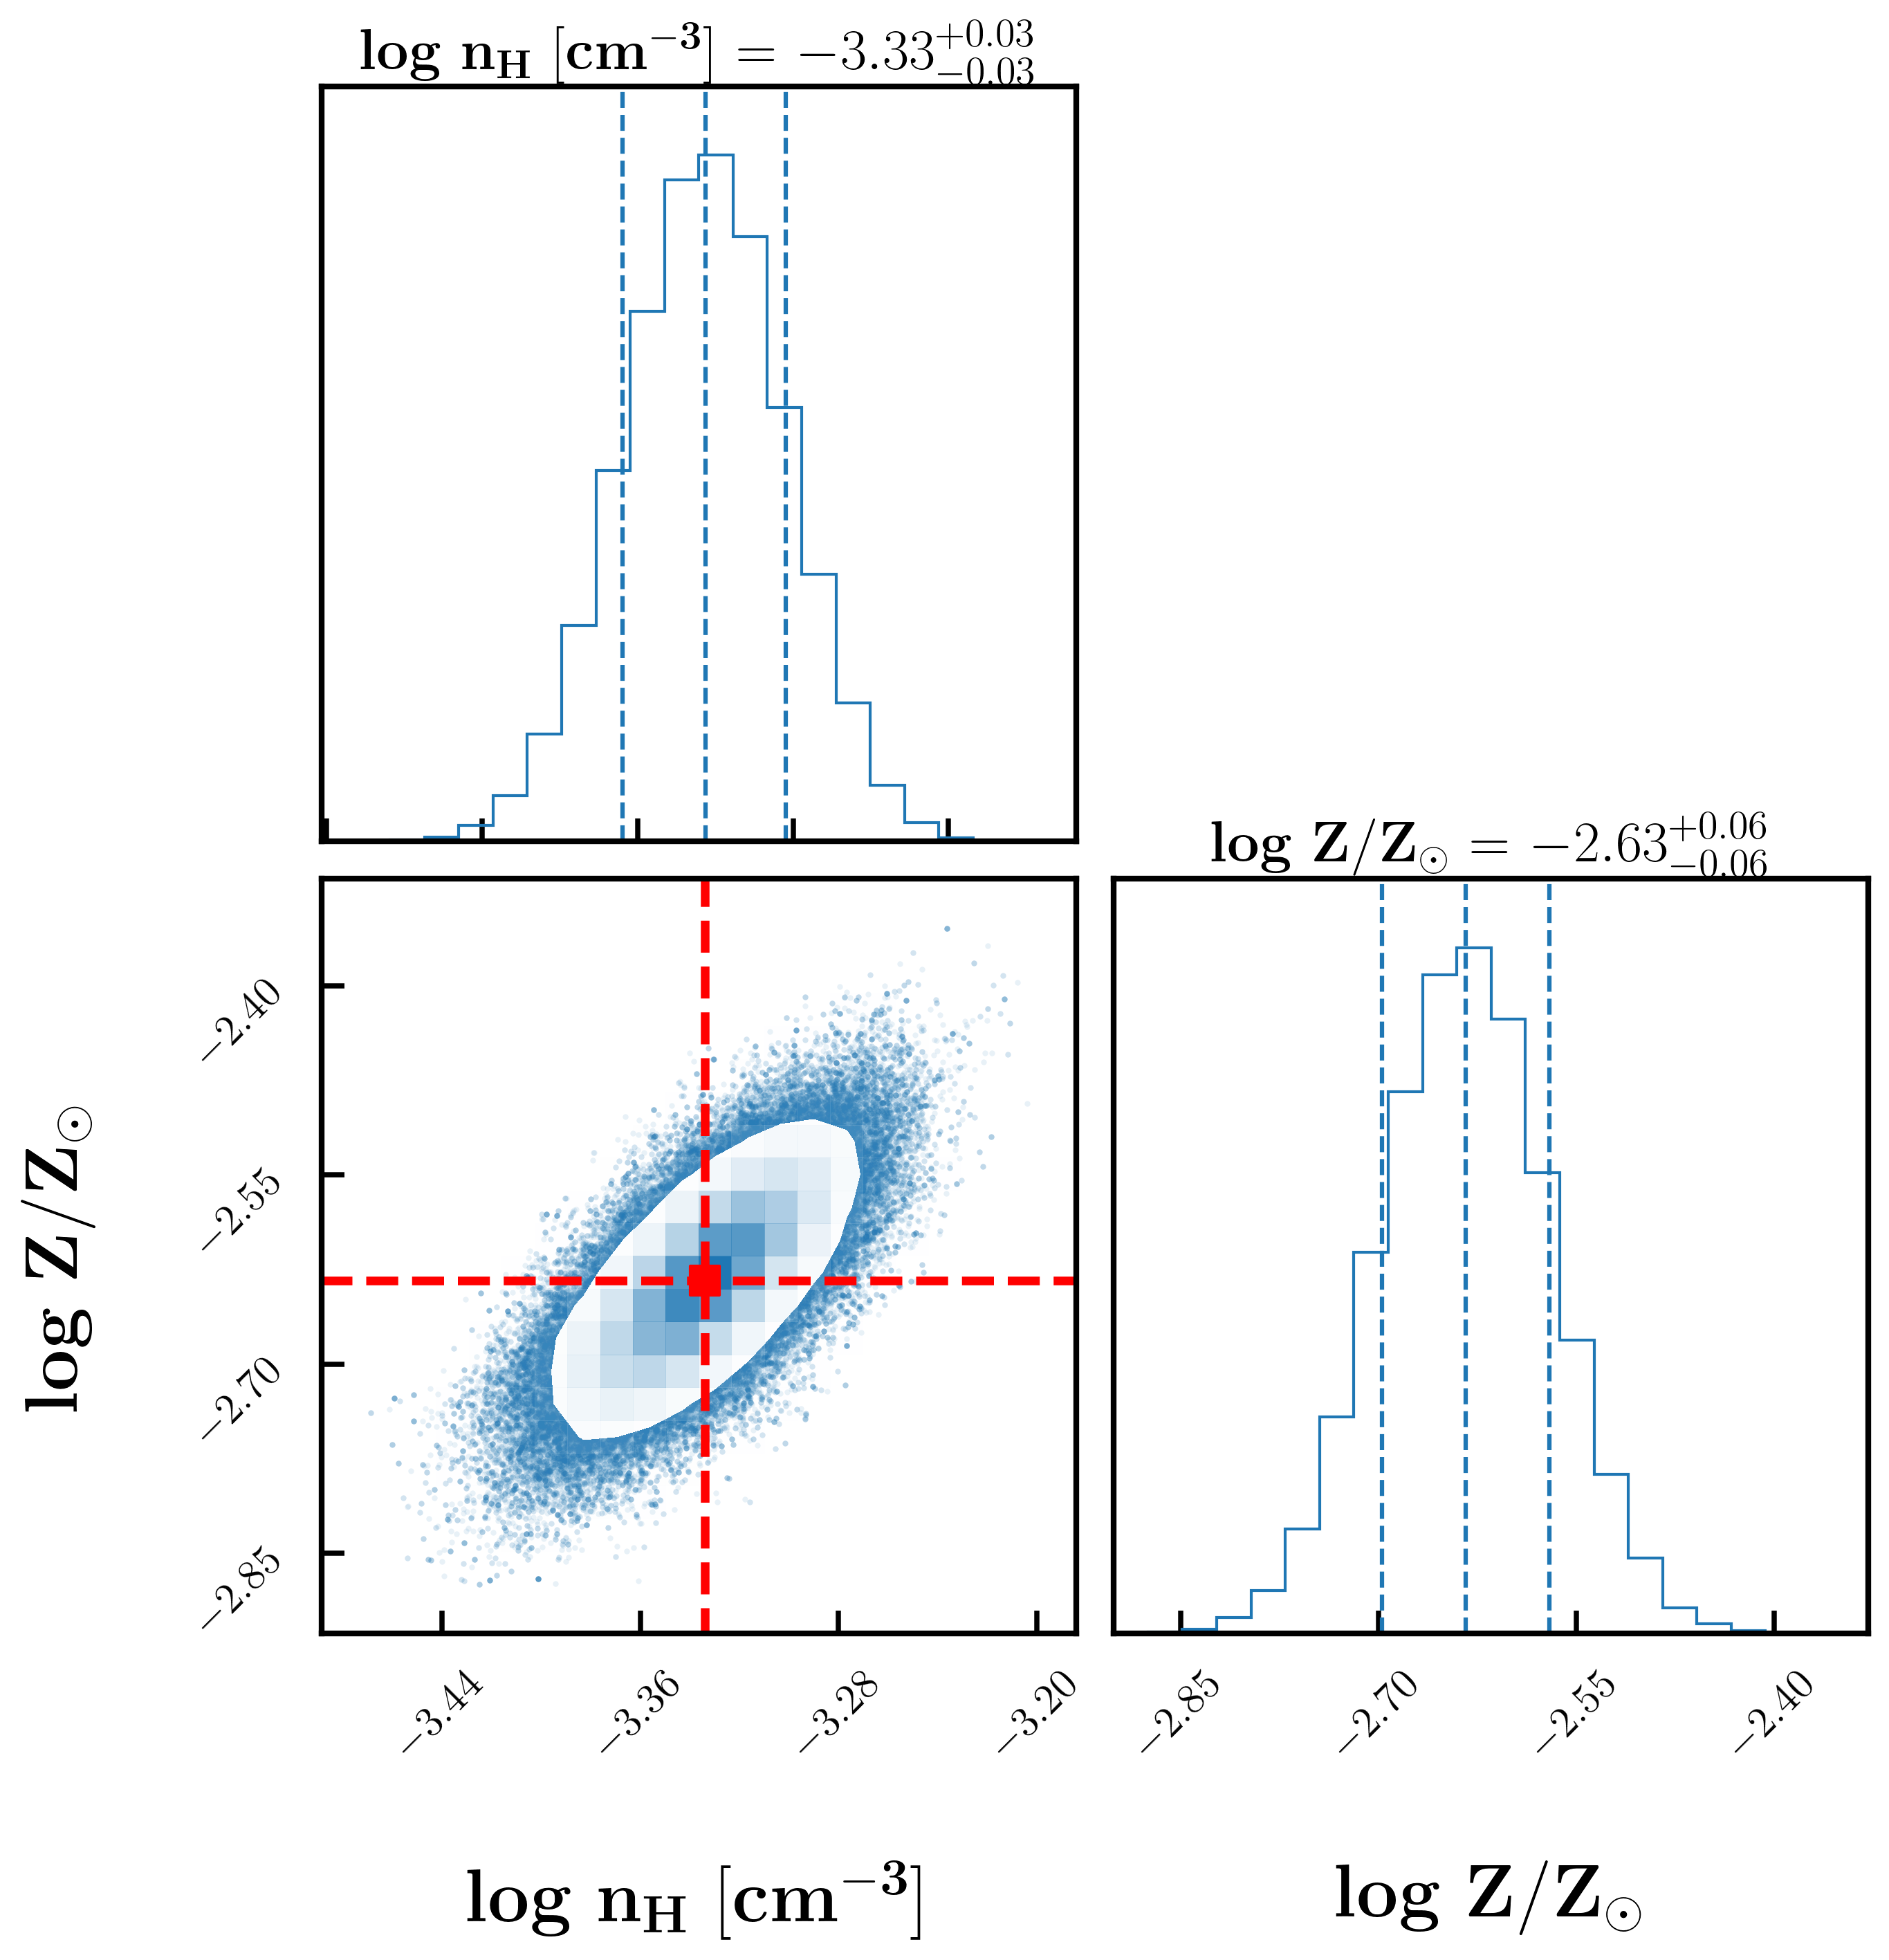 log n_H [cm^−3] = −3.33^+0.03_−0.03
log Z/Z_⊙ = −2.63^+0.06_−0.06
−2.40
−2.55
−2.70
−2.85
log Z/Z_⊙
−3.44 −3.36 −3.28 −3.20
−2.85 −2.70 −2.55 −2.40
log n_H [cm^−3]
log Z/Z_⊙